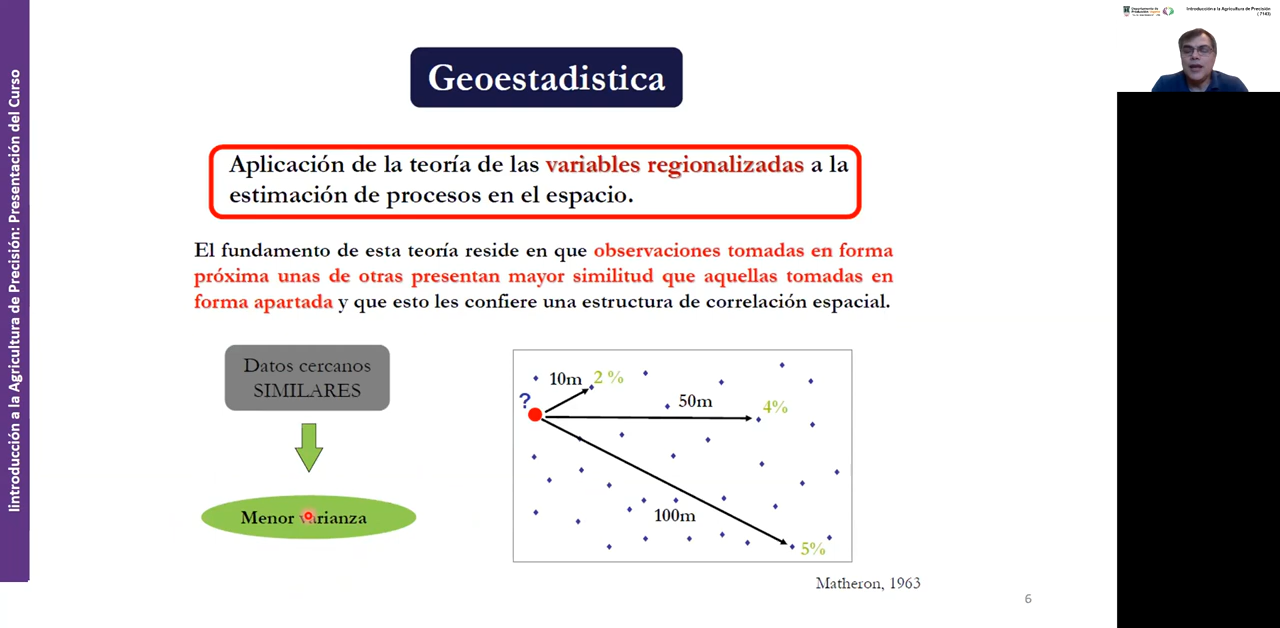 Geoestadistica
Aplicación de la teoría de las variables regionalizadas a la
estimación de procesos en el espacio.
El fundamento de esta teoría reside en que observaciones tomadas en forma
próxima unas de otras presentan mayor similitud que aquellas tomadas en
forma apartada y que esto les confiere una estructura de correlación espacial.
Datos cercanos
SIMILARES
Menor varianza
?
10m
2 %
50m
4%
100m
5%
Matheron, 1963
6
Iintroducción a la Agricultura de Precisión: Presentación del Curso
Introducción a la Agricultura de Precisión
(7143)